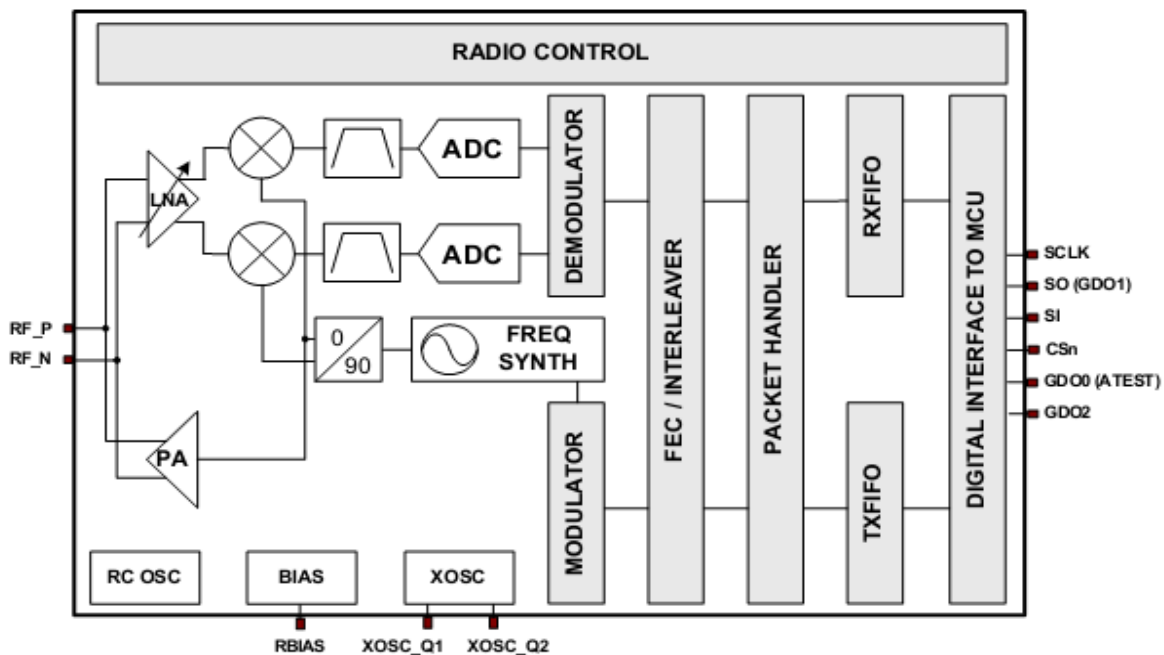 RADIO CONTROL
LNA
ADC
ADC
DEMODULATOR
FEC / INTERLEAVER
PACKET HANDLER
RXFIFO
DIGITAL INTERFACE TO MCU
SCLK
SO (GDO1)
SI
CSn
GDO0 (ATEST)
GDO2
RF_P
RF_N
0
90
FREQ
SYNTH
PA
MODULATOR
TXFIFO
RC OSC
BIAS
XOSC
RBIAS
XOSC_Q1
XOSC_Q2